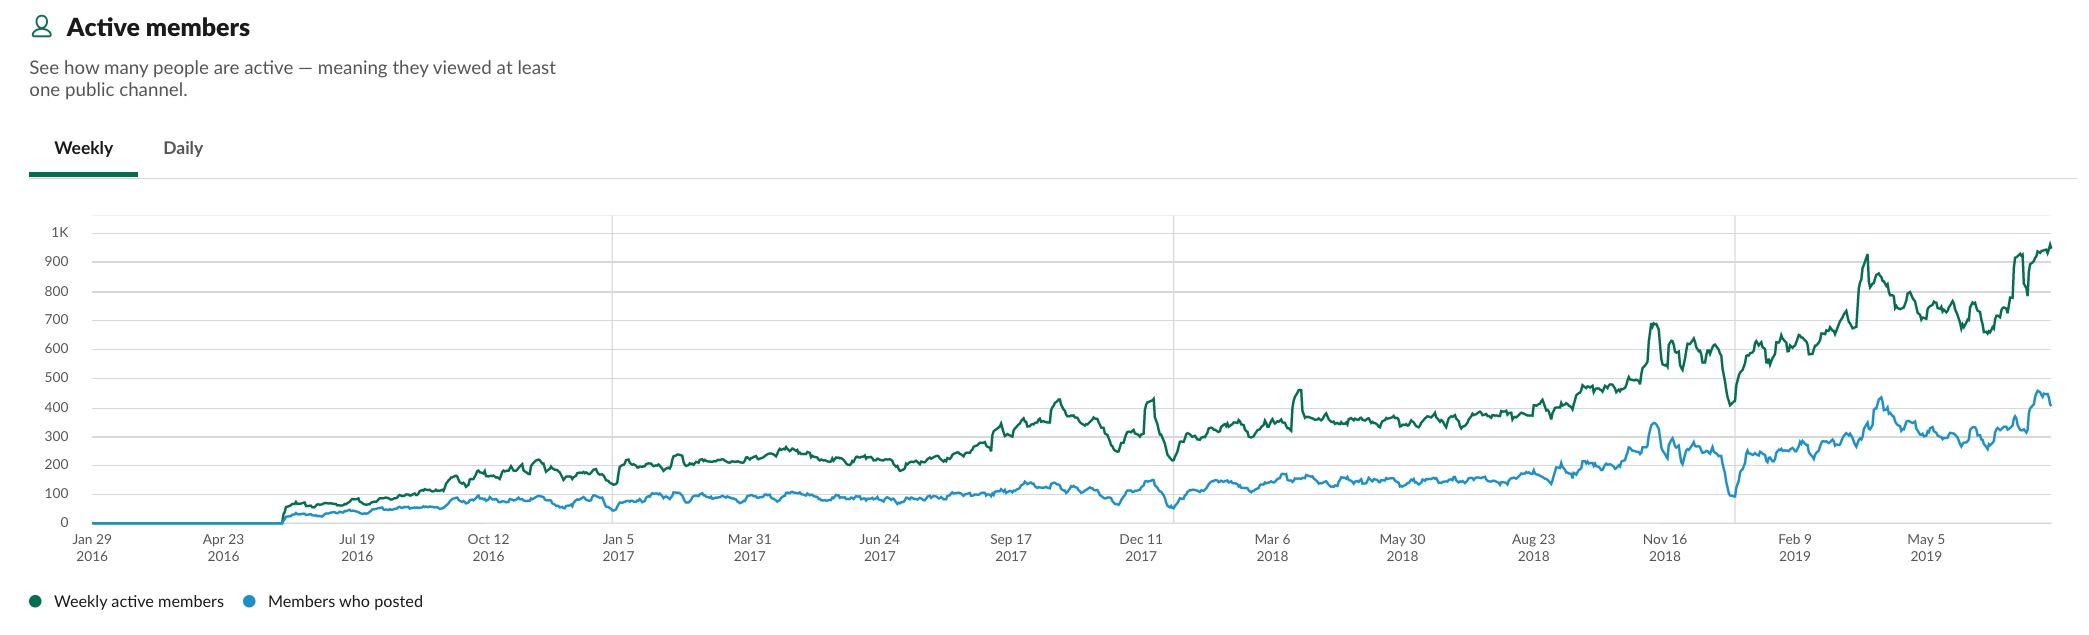 Active members
See how many people are active — meaning they viewed at least
one public channel.
Weekly Daily
1K
900
800
700
600
500
400
300
200
100
0
Jan 29 Apr 23 Jul 19 Oct 12 Jan 5 Mar 31 Jun 24 Sep 17 Dec 11 Mar 6 May 30 Aug 23 Nov 16 Feb 9 May 5
2016 2016 2016 2016 2017 2017 2017 2017 2017 2018 2018 2018 2018 2019 2019
Weekly active members Members who posted